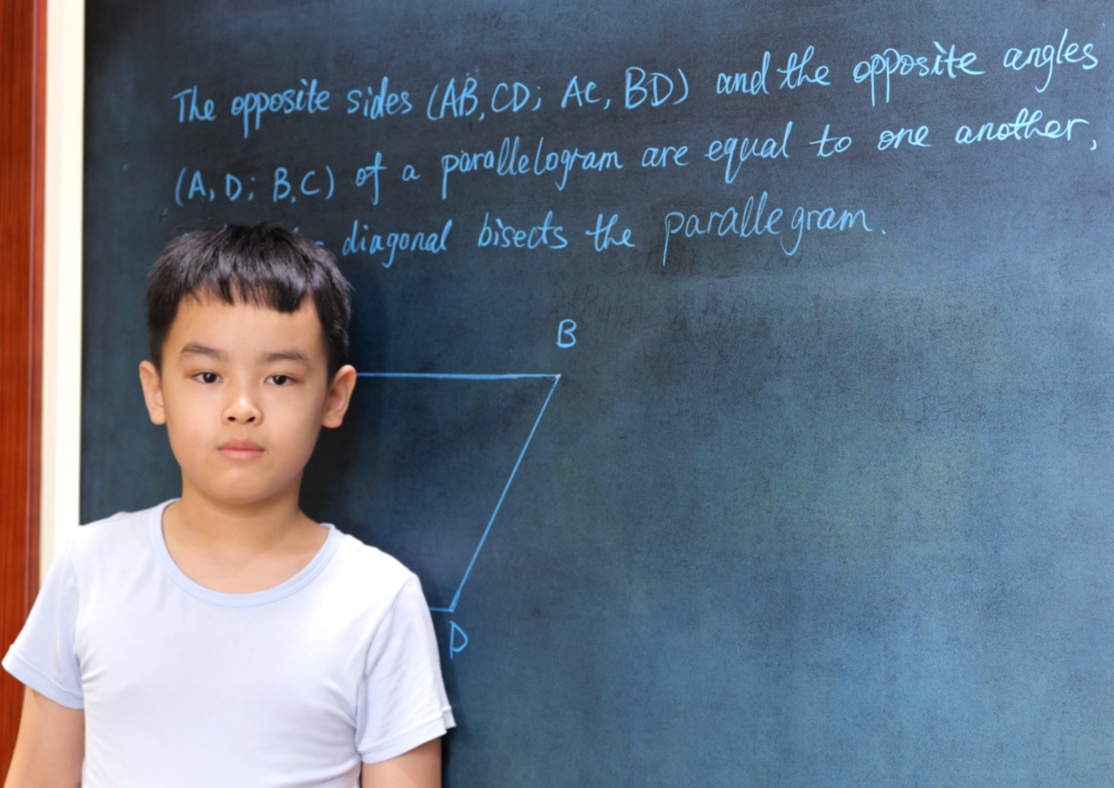 The opposite sides (AB, CD; AC, BD) and the opposite angles
(A, D; B, C) of a parallelogram are equal to one another,
diagonal bisects the parallegram.
B
D